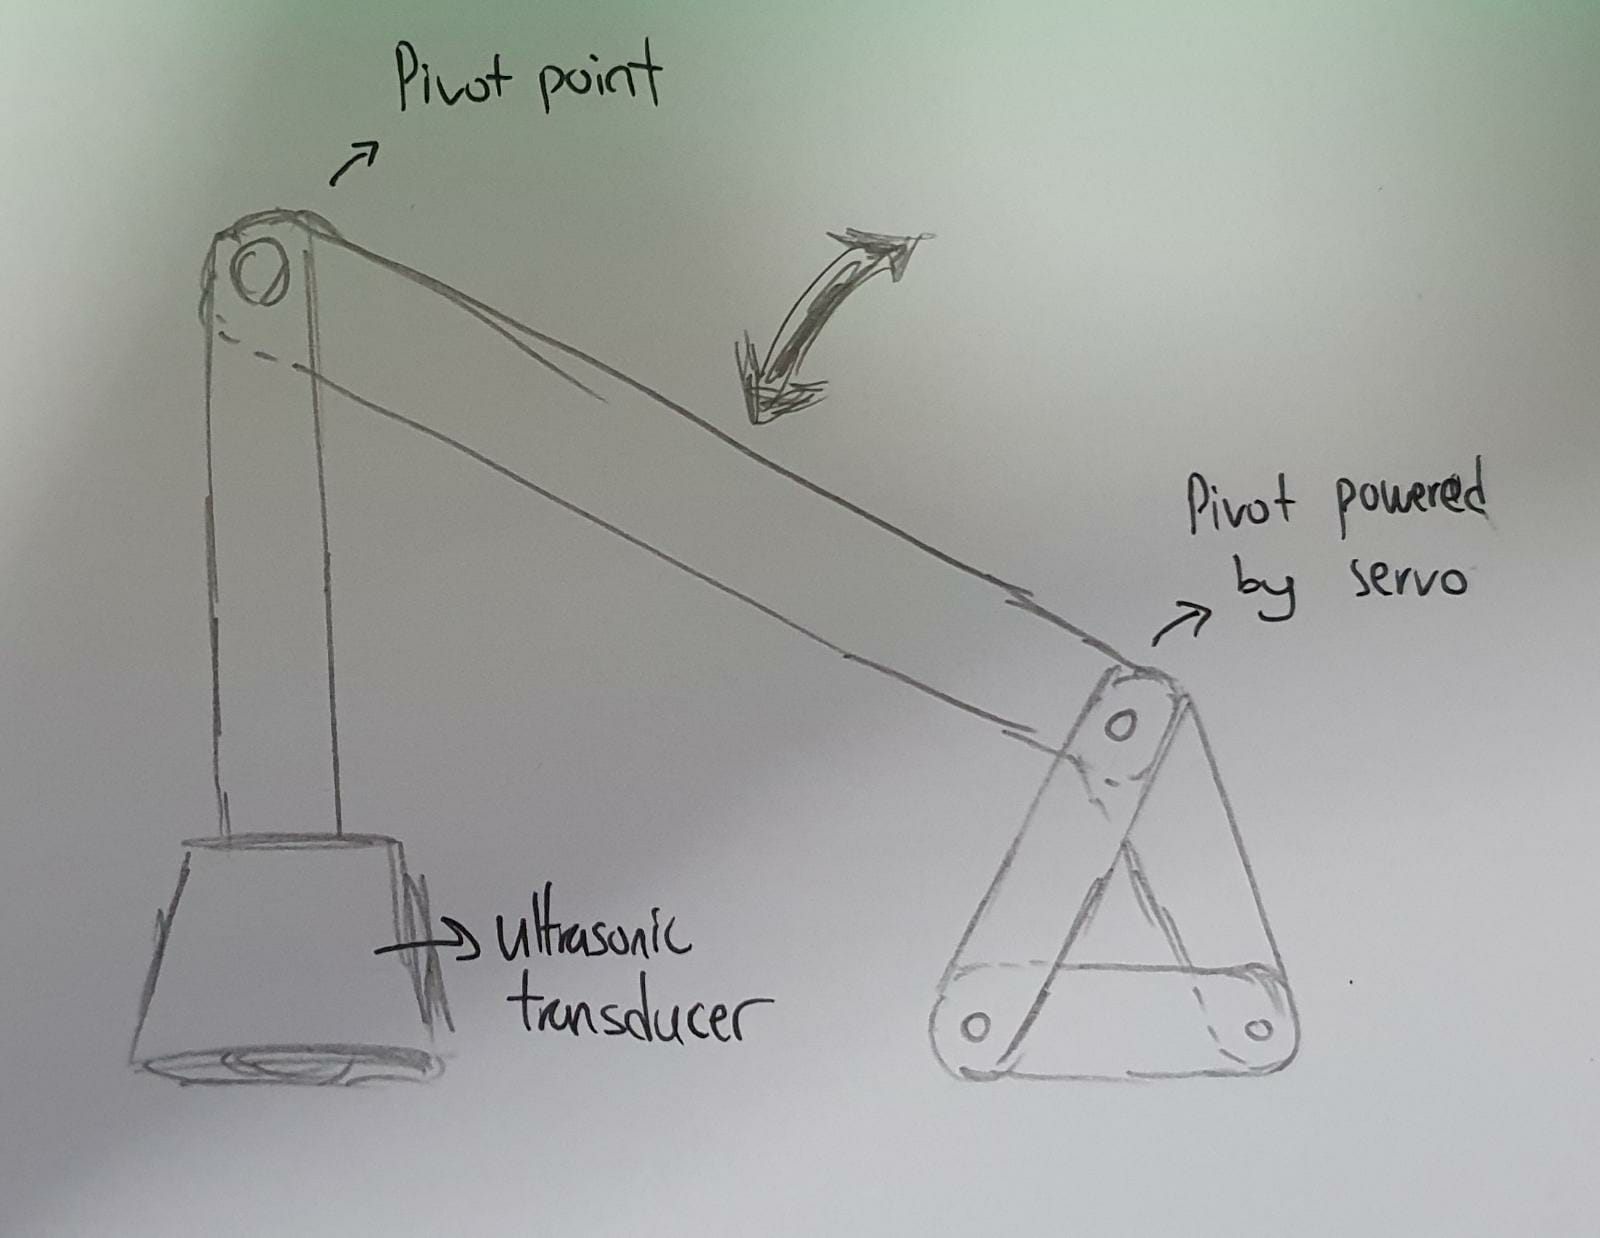 Pivot point
Pivot powered
by servo
ultrasonic
transducer